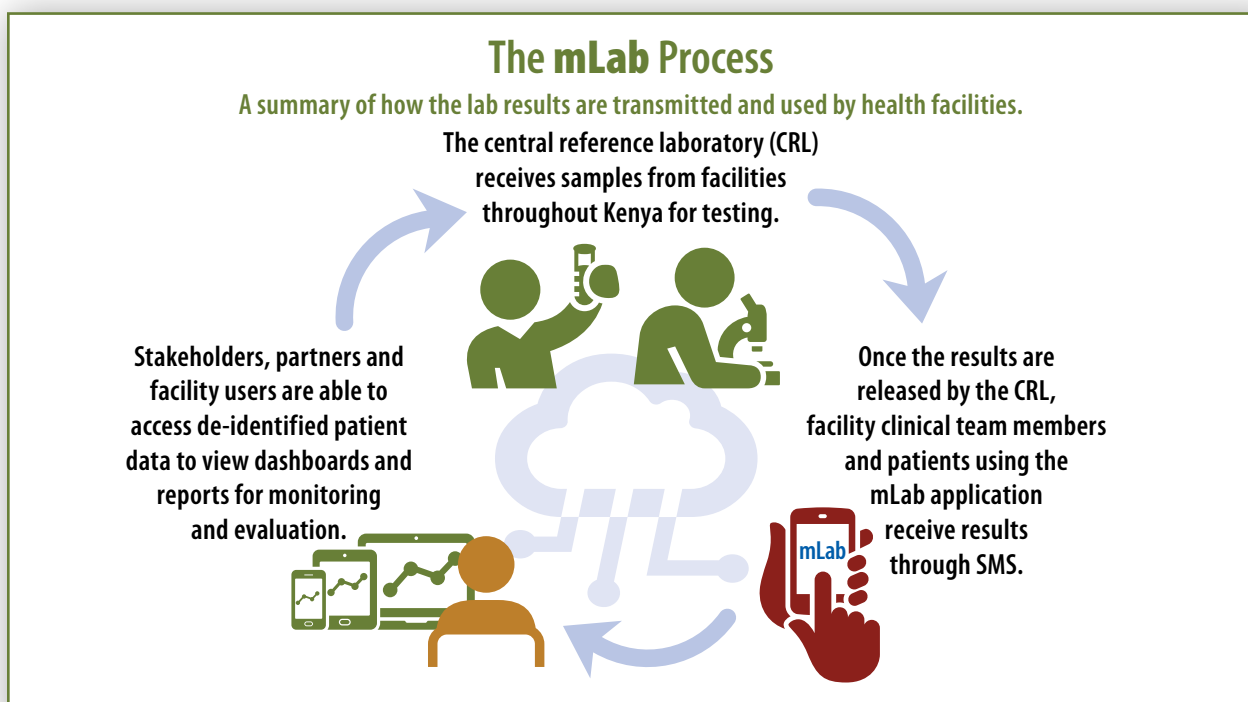 The mLab Process
A summary of how the lab results are transmitted and used by health facilities.
The central reference laboratory (CRL)
receives samples from facilities
throughout Kenya for testing.
Once the results are
released by the CRL,
facility clinical team members
and patients using the
mLab application
receive results
through SMS.
mLab
Stakeholders, partners and
facility users are able to
access de-identified patient
data to view dashboards and
reports for monitoring
and evaluation.